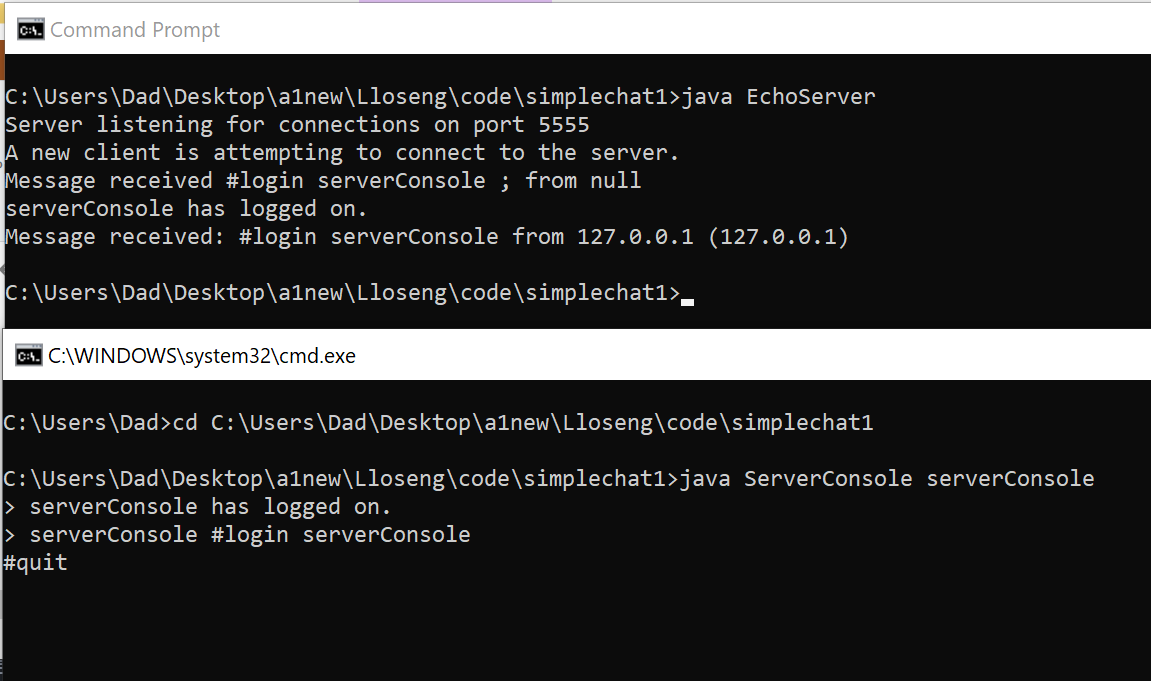 Command Prompt
C:\Users\Dad\Desktop\a1new\Lloseng\code\simplechat1>java EchoServer
Server listening for connections on port 5555
A new client is attempting to connect to the server.
Message received #login serverConsole ; from null
serverConsole has logged on.
Message received: #login serverConsole from 127.0.0.1 (127.0.0.1)
C:\Users\Dad\Desktop\a1new\Lloseng\code\simplechat1>
C:\WINDOWS\system32\cmd.exe
C:\Users\Dad>cd C:\Users\Dad\Desktop\a1new\Lloseng\code\simplechat1
C:\Users\Dad\Desktop\a1new\Lloseng\code\simplechat1>java ServerConsole serverConsole
> serverConsole has logged on.
> serverConsole #login serverConsole
#quit